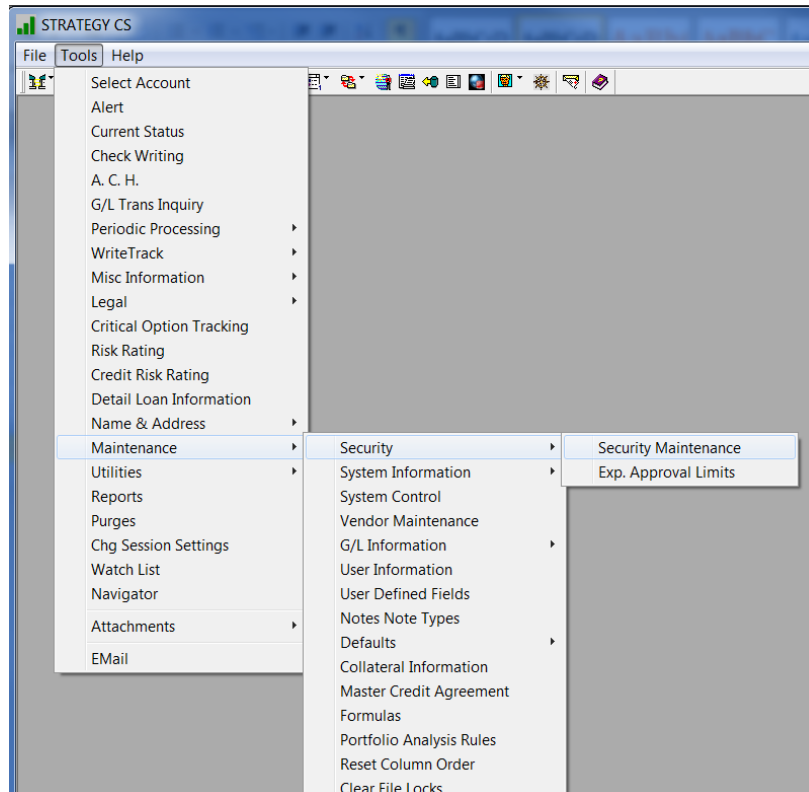 STRATEGY CS
File Tools Help
Select Account
Alert
Current Status
Check Writing
A. C. H.
G/L Trans Inquiry
Periodic Processing
WriteTrack
Misc Information
Legal
Critical Option Tracking
Risk Rating
Credit Risk Rating
Detail Loan Information
Name & Address
Maintenance
Utilities
Reports
Purges
Chg Session Settings
Watch List
Navigator
Attachments
EMail
Security
System Information
System Control
Vendor Maintenance
G/L Information
User Information
User Defined Fields
Notes Note Types
Defaults
Collateral Information
Master Credit Agreement
Formulas
Portfolio Analysis Rules
Reset Column Order
Clear File Locks
Security Maintenance
Exp. Approval Limits